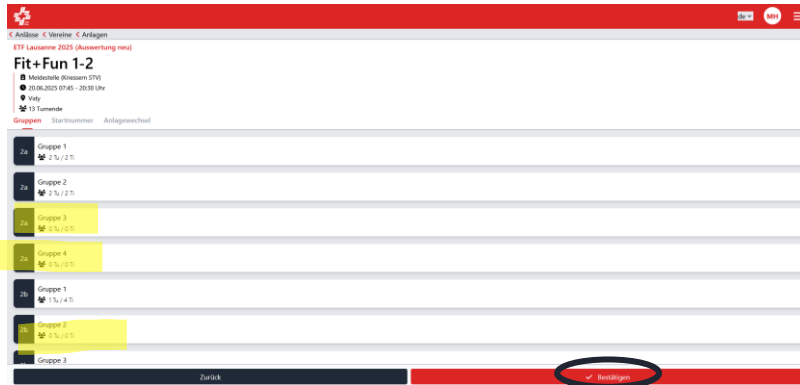 de
MH
< Anlässe < Vereine < Anlagen
ETF Lausanne 2025 (Auswertung neu)
Fit+Fun 1-2
Meldestelle (Kriessern STV)
20.06.2025 07:45 - 20:30 Uhr
Vidy
13 Turnende
Gruppen Startnummer Anlagewechsel
2a Gruppe 1
2 Tu / 2 Ti
2a Gruppe 2
2 Tu / 2 Ti
2a Gruppe 3
0 Tu / 0 Ti
2a Gruppe 4
0 Tu / 0 Ti
2b Gruppe 1
1 Tu / 4 Ti
2b Gruppe 2
0 Tu / 0 Ti
Gruppe 3
Zurück
Bestätigen